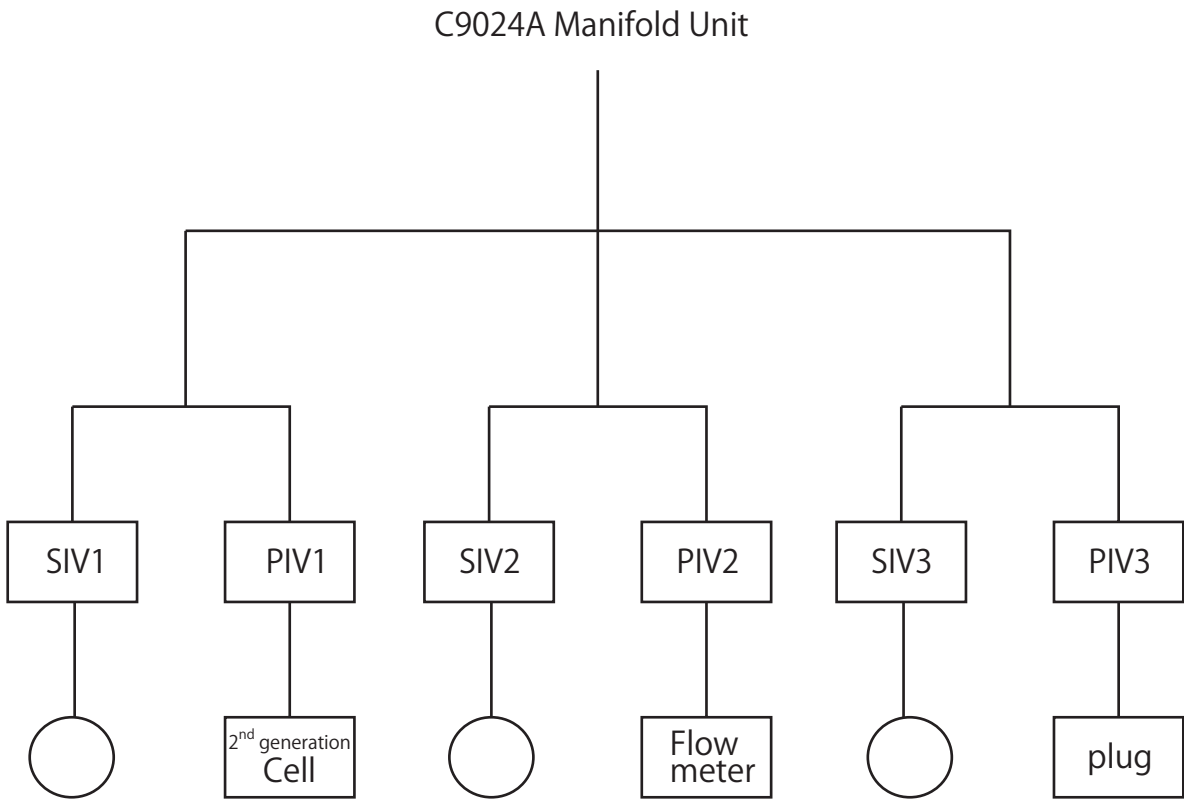 C9024A Manifold Unit
SIV1
PIV1
SIV2
PIV2
SIV3
PIV3
2nd generation
Cell
Flow
meter
plug